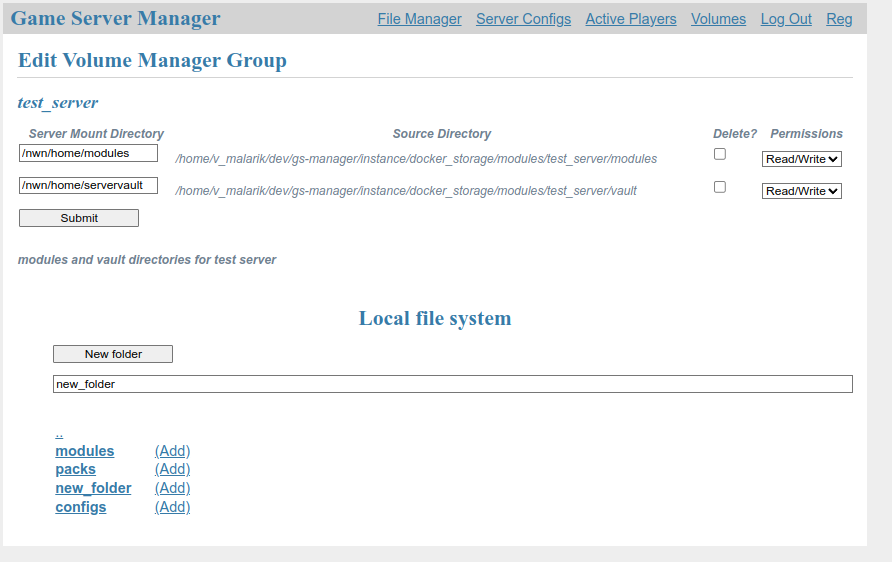 Game Server Manager File Manager Server Configs Active Players Volumes Log Out Reg
Edit Volume Manager Group
test_server
Server Mount Directory Source Directory Delete? Permissions
/nwn/home/modules /home/v_malarik/dev/gs-manager/instance/docker_storage/modules/test_server/modules Read/Write
/nwn/home/servervault /home/v_malarik/dev/gs-manager/instance/docker_storage/modules/test_server/vault Read/Write
Submit
modules and vault directories for test server
Local file system
New folder
new_folder
..
modules (Add)
packs (Add)
new_folder (Add)
configs (Add)